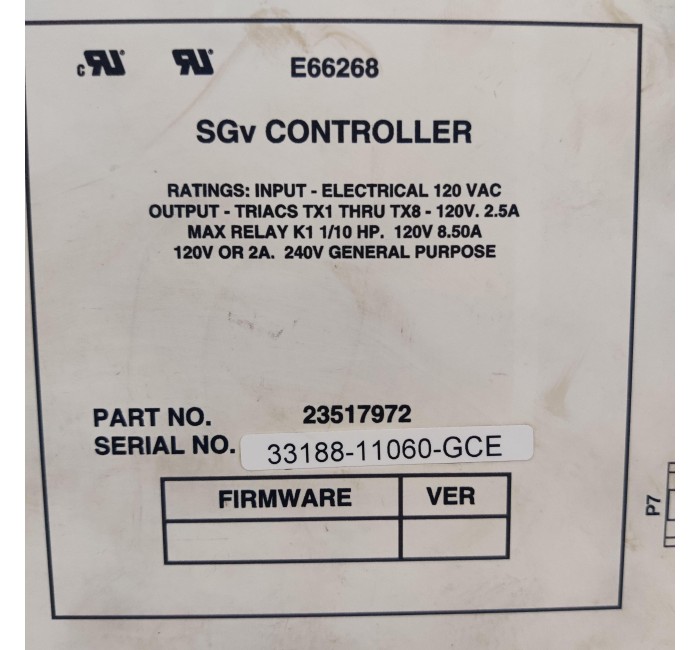 cRU® RU® E66268
SGv CONTROLLER
RATINGS: INPUT - ELECTRICAL 120 VAC
OUTPUT - TRIACS TX1 THRU TX8 - 120V. 2.5A
MAX RELAY K1 1/10 HP. 120V 8.50A
120V OR 2A. 240V GENERAL PURPOSE
PART NO. 23517972
SERIAL NO. 33188-11060-GCE
FIRMWARE VER
P7